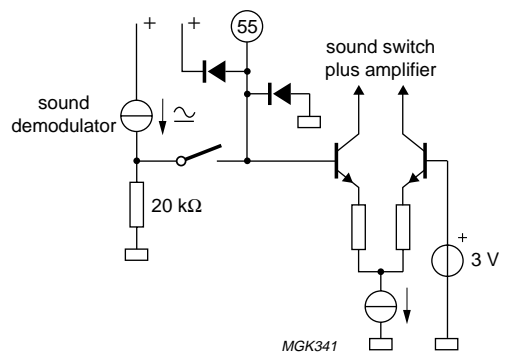 + +
55
sound switch
plus amplifier
sound
demodulator
20 kΩ
+
3 V
MGK341